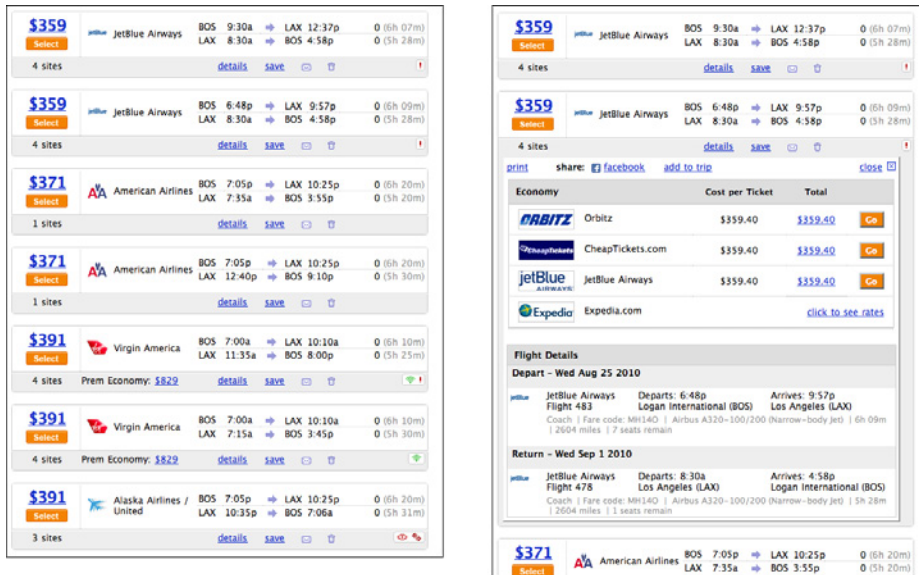 $359
Select
jetBlue JetBlue Airways
BOS 9:30a LAX 12:37p 0 (6h 07m)
LAX 8:30a BOS 4:58p 0 (5h 28m)
4 sites details save !
$359
Select
jetBlue JetBlue Airways
BOS 6:48p LAX 9:57p 0 (6h 09m)
LAX 8:30a BOS 4:58p 0 (5h 28m)
4 sites details save !
$371
Select
AA American Airlines
BOS 7:05p LAX 10:25p 0 (6h 20m)
LAX 7:35a BOS 3:55p 0 (5h 20m)
1 sites details save
$371
Select
AA American Airlines
BOS 7:05p LAX 10:25p 0 (6h 20m)
LAX 12:40p BOS 9:10p 0 (5h 30m)
1 sites details save
$391
Select
Virgin America
BOS 7:00a LAX 10:10a 0 (6h 10m)
LAX 11:35a BOS 8:00p 0 (5h 25m)
4 sites Prem Economy: $829 details save !
$391
Select
Virgin America
BOS 7:00a LAX 10:10a 0 (6h 10m)
LAX 7:15a BOS 3:45p 0 (5h 30m)
4 sites Prem Economy: $829 details save
$391
Select
Alaska Airlines /
United
BOS 7:05p LAX 10:25p 0 (6h 20m)
LAX 10:35p BOS 7:06a 0 (5h 31m)
3 sites details save
$359
Select
jetBlue JetBlue Airways
BOS 9:30a LAX 12:37p 0 (6h 07m)
LAX 8:30a BOS 4:58p 0 (5h 28m)
4 sites details save !
$359
Select
jetBlue JetBlue Airways
BOS 6:48p LAX 9:57p 0 (6h 09m)
LAX 8:30a BOS 4:58p 0 (5h 28m)
4 sites details save !
print share: facebook add to trip close
Economy Cost per Ticket Total
ORBITZ Orbitz $359.40 $359.40 Go
CheapTickets CheapTickets.com $359.40 $359.40 Go
jetBlue AIRWAYS JetBlue Airways $359.40 $359.40 Go
Expedia Expedia.com click to see rates
Flight Details
Depart – Wed Aug 25 2010
jetBlue JetBlue Airways Departs: 6:48p Arrives: 9:57p
Flight 483 Logan International (BOS) Los Angeles (LAX)
Coach | Fare code: MH14O | Airbus A320-100/200 (Narrow-body Jet) | 6h 09m
| 2604 miles | 7 seats remain
Return – Wed Sep 1 2010
jetBlue JetBlue Airways Departs: 8:30a Arrives: 4:58p
Flight 478 Los Angeles (LAX) Logan International (BOS)
Coach | Fare code: MH14O | Airbus A320-100/200 (Narrow-body Jet) | 5h 28m
| 2604 miles | 1 seats remain
$371
Select
AA American Airlines
BOS 7:05p LAX 10:25p 0 (6h 20m)
LAX 7:35a BOS 3:55p 0 (5h 20m)